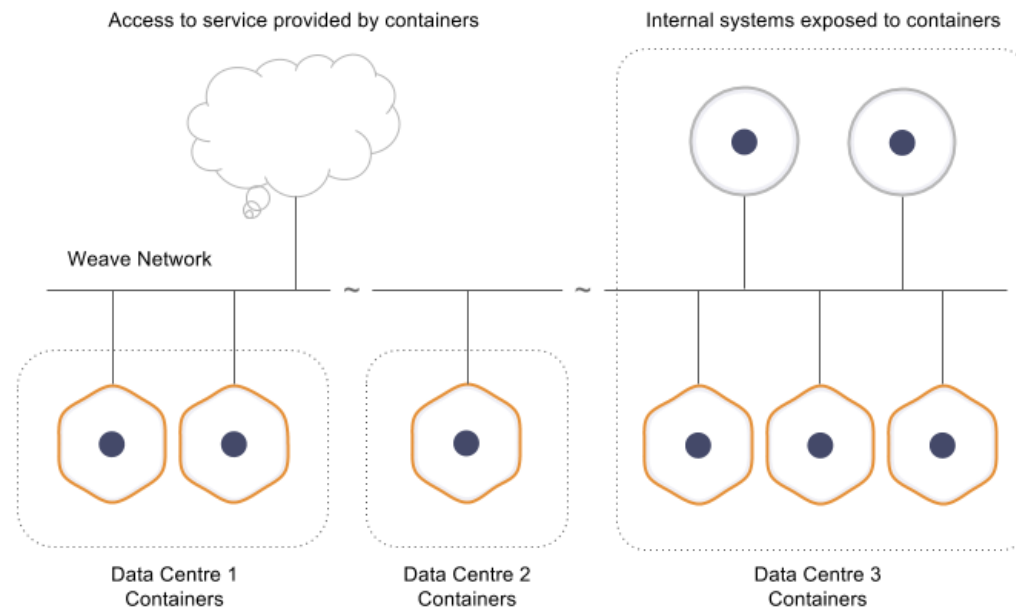 Access to service provided by containers
Internal systems exposed to containers
Weave Network
~
~
Data Centre 1
Containers
Data Centre 2
Containers
Data Centre 3
Containers